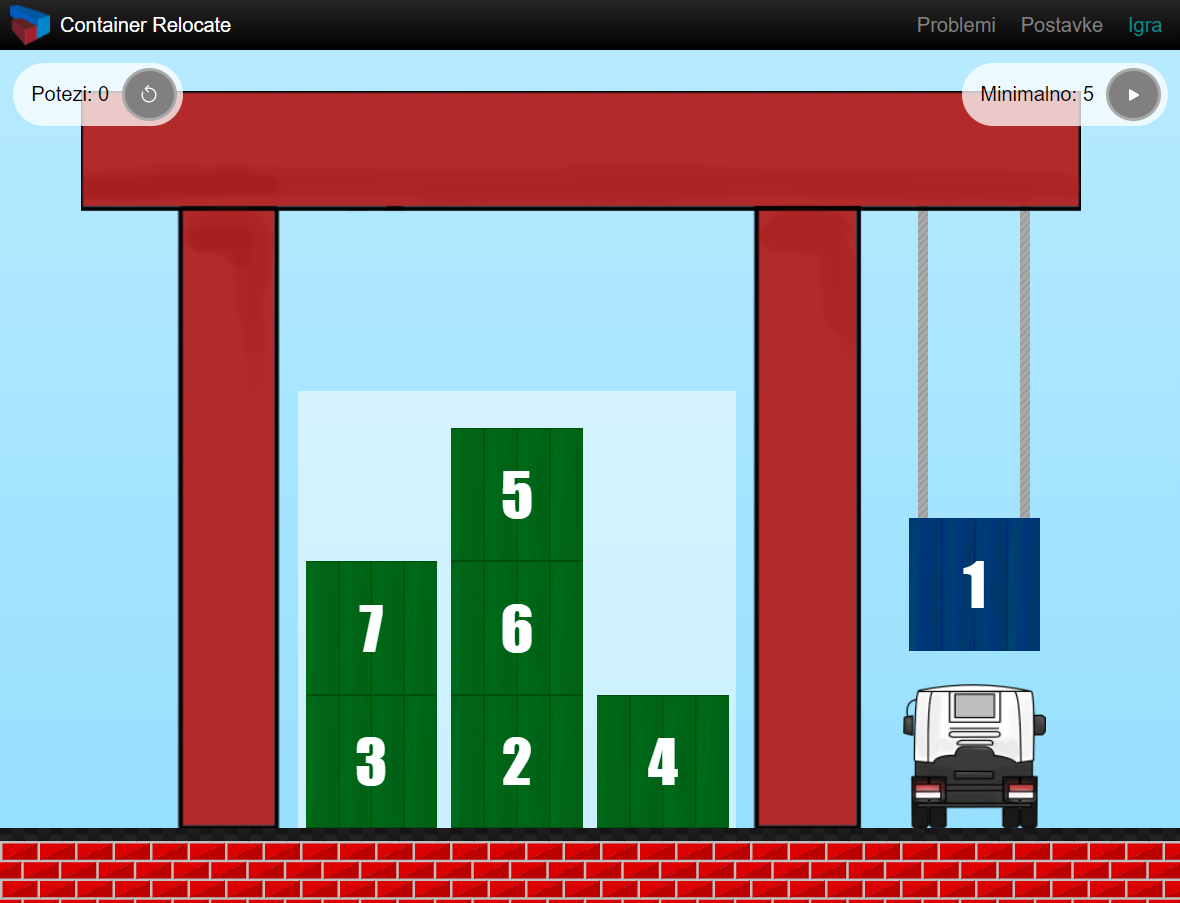 Container Relocate
Problemi Postavke Igra
Potezi: 0
Minimalno: 5
5
7 6 1
3 2 4